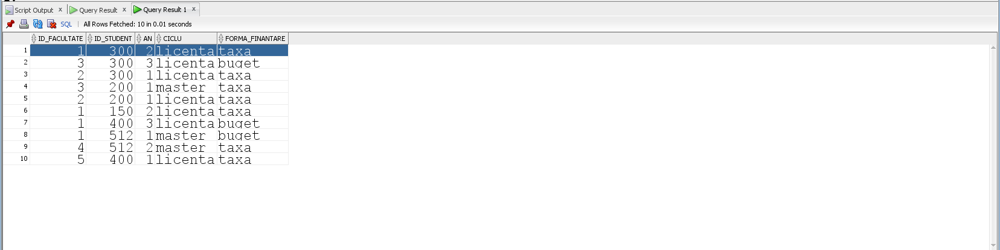 Script Output x Query Result x Query Result 1 x
SQL | All Rows Fetched: 10 in 0.01 seconds
ID_FACULTATE ID_STUDENT AN CICLU FORMA_FINANTARE
1 1 300 2 licenta taxa
2 3 300 3 licenta buget
3 2 300 1 licenta taxa
4 3 200 1 master taxa
5 2 200 1 licenta taxa
6 1 150 2 licenta taxa
7 1 400 3 licenta buget
8 1 512 1 master buget
9 4 512 2 master taxa
10 5 400 1 licenta taxa